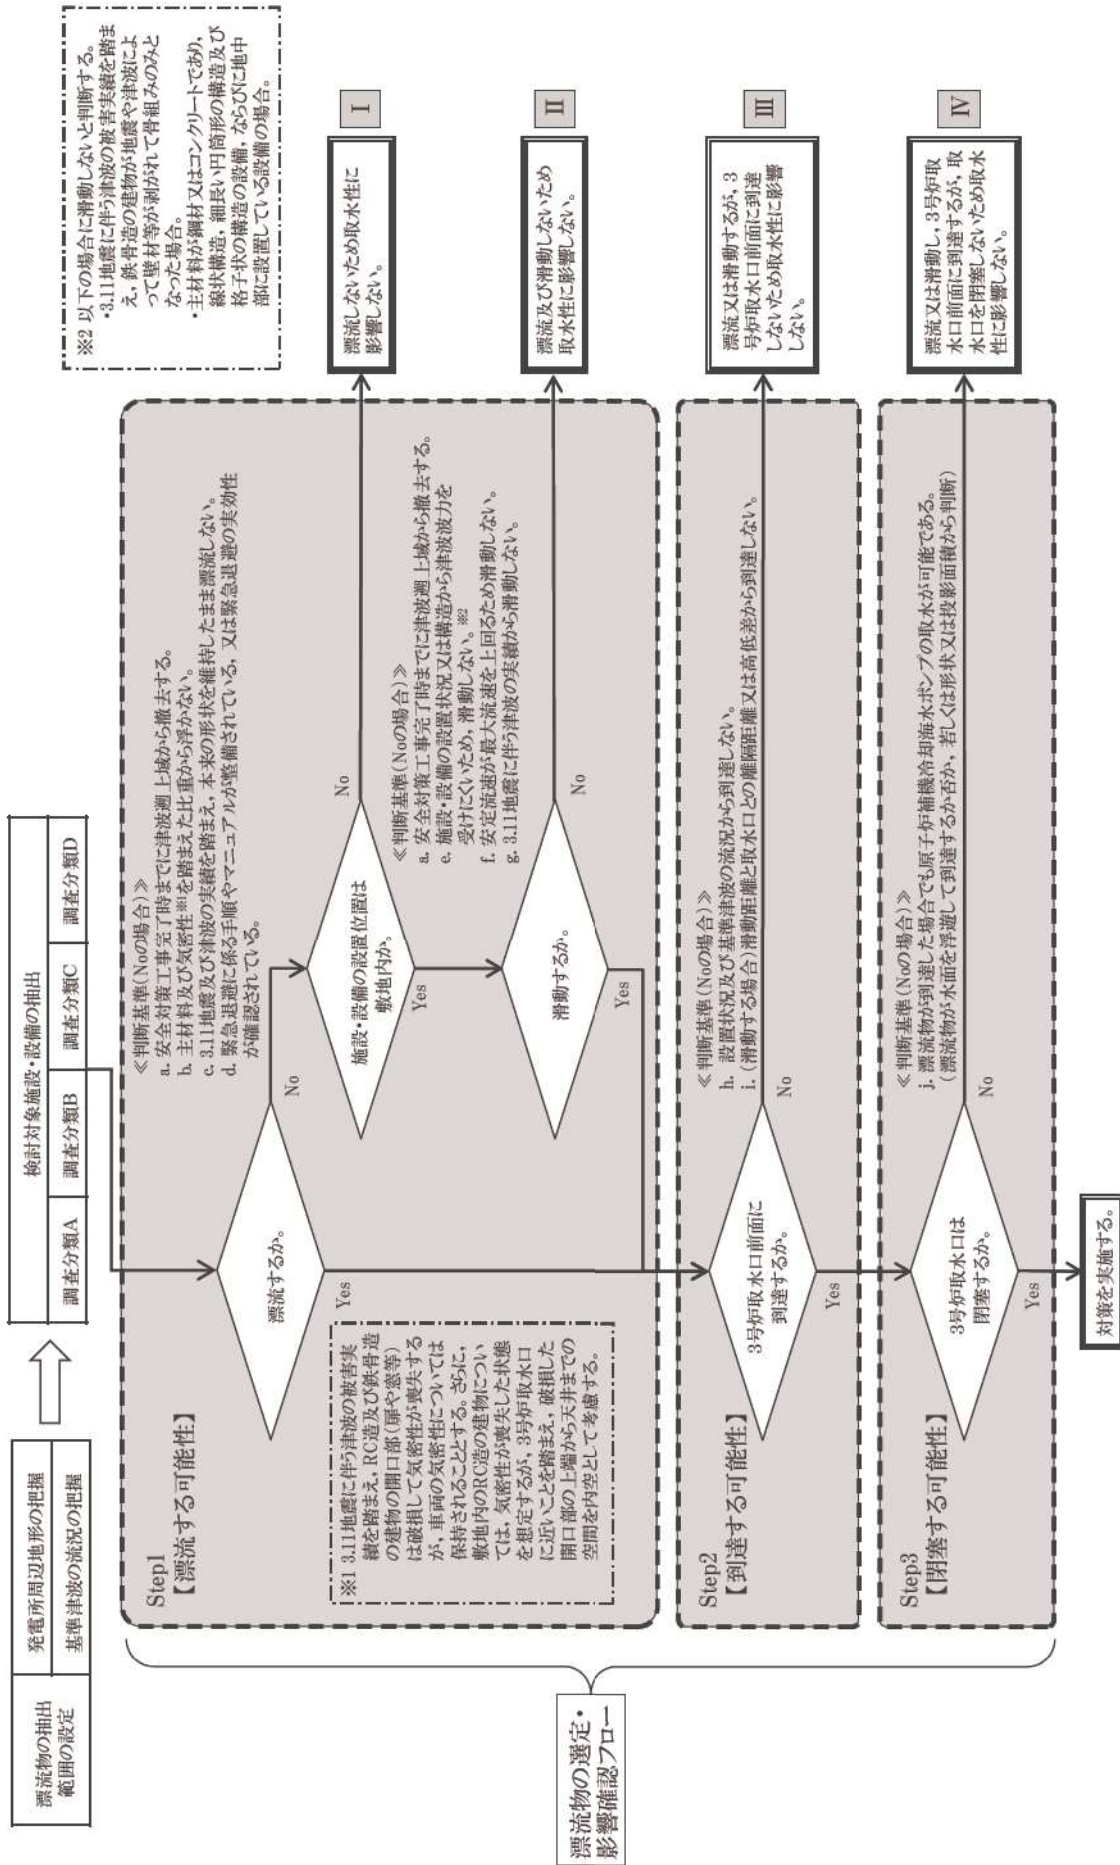 漂流物の抽出
範囲の設定
発電所周辺地形の把握
基準津波の流況の把握
検討対象施設・設備の抽出
調査分類A
調査分類B
調査分類C
調査分類D
漂流物の選定・
影響確認フロー
Step1
【漂流する可能性】
漂流するか。
No
Yes
≪判断基準(Noの場合)≫
a. 安全対策工事完了時までに津波遡上域から撤去する。
b. 主材料及び気密性※1を踏まえた比重から浮かない。
c. 3.11地震及び津波の実績を踏まえ,本来の形状を維持したまま漂流しない。
d. 緊急退避に係る手順やマニュアルが整備されている,又は緊急退避の実効性
が確認されている。
※1 3.11地震に伴う津波の被害実
績を踏まえ,RC造及び鉄骨造
の建物の開口部(扉や窓等)
は破損して気密性が喪失する
が,車両の気密性については
保持されることとする。さらに,
敷地内のRC造の建物につい
ては,気密性が喪失した状態
を想定するが,3号炉取水口
に近いことを踏まえ,破損した
開口部の上端から天井までの
空間を内空として考慮する。
施設・設備の設置位置は
敷地内か。
No
Yes
≪判断基準(Noの場合)≫
a. 安全対策工事完了時までに津波遡上域から撤去する。
e. 施設・設備の設置状況又は構造から津波波力を
受けにくいため,滑動しない。※2
f. 安定流速が最大流速を上回るため滑動しない。
g. 3.11地震に伴う津波の実績から滑動しない。
滑動するか。
No
Yes
※2 以下の場合に滑動しないと判断する。
・3.11地震に伴う津波の被害実績を踏ま
え,鉄骨造の建物が地震や津波によ
って壁材等が剥がれて骨組みのみと
なった場合。
・主材料が鋼材又はコンクリートであり,
線状構造,細長い円筒形の構造及び
格子状の構造の設備,ならびに地中
部に設置している設備の場合。
漂流しないため取水性に
影響しない。
I
漂流及び滑動しないため
取水性に影響しない。
II
Step2
【到達する可能性】
3号炉取水口前面に
到達するか。
No
Yes
≪判断基準(Noの場合)≫
h. 設置状況及び基準津波の流況から到達しない。
i. (滑動する場合)滑動距離と取水口との離隔距離又は高低差から到達しない。
漂流又は滑動するが,3
号炉取水口前面に到達
しないため取水性に影響
しない。
III
Step3
【閉塞する可能性】
3号炉取水口は
閉塞するか。
No
Yes
≪判断基準(Noの場合)≫
j. 漂流物が到達した場合でも原子炉補機冷却海水ポンプの取水が可能である。
(漂流物が水面を浮遊して到達するか否か,若しくは形状又は投影面積から判断)
漂流又は滑動し,3号炉取
水口前面に到達するが,取
水口を閉塞しないため取水
性に影響しない。
IV
対策を実施する。